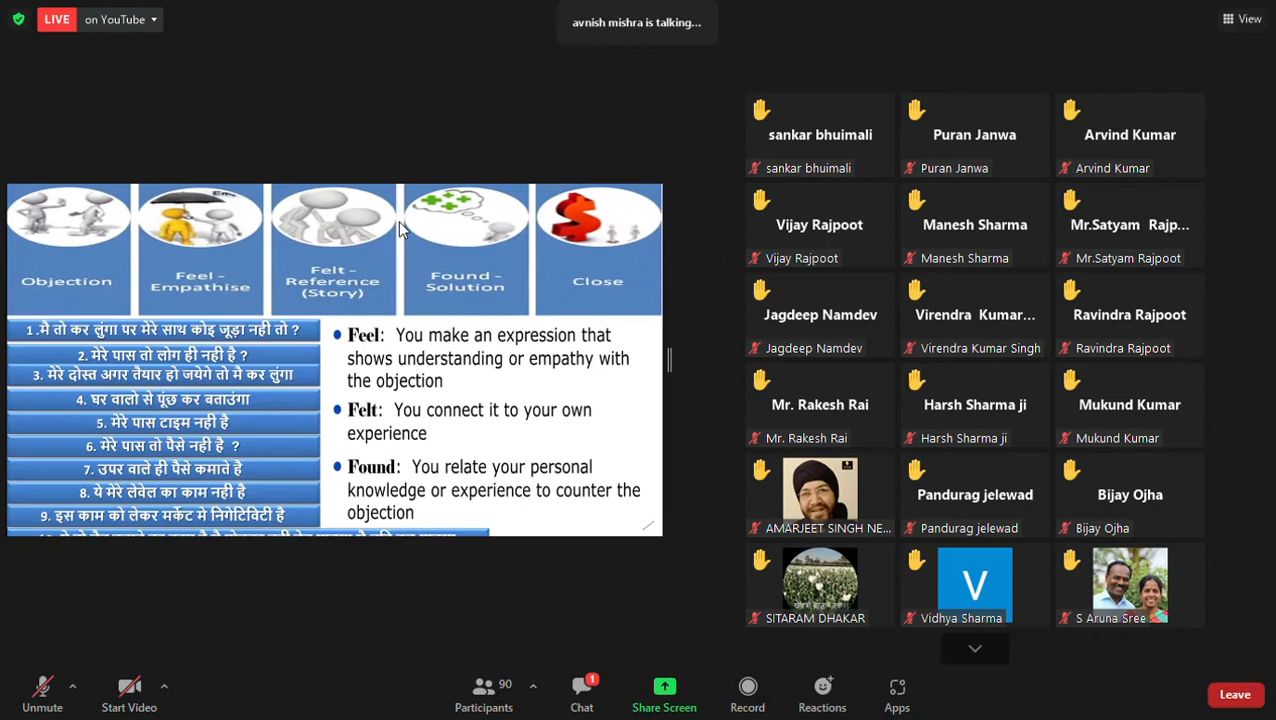 LIVE on YouTube
avnish mishra is talking...
View
Objection
Feel -
Empathise
Felt -
Reference
(Story)
Found -
Solution
Close
1.मै तो कर लुंगा पर मेरे साथ कोइ जूड़ा नही तो ?
2. मेरे पास तो लोग ही नही है ?
3. मेरे दोस्त अगर तैयार हो जयेगे तो मै कर लुंगा
4. घर वालो से पूंछ कर बताउंगा
5. मेरे पास टाइम नही है
6. मेरे पास तो पैसे नही है ?
7. उपर वाले ही पैसे कमाते है
8. ये मेरे लेवेल का काम नही है
9. इस काम को लेकर मर्केट मे निगेटिविटी है
Feel: You make an expression that
shows understanding or empathy with
the objection
Felt: You connect it to your own
experience
Found: You relate your personal
knowledge or experience to counter the
objection
sankar bhuimali
sankar bhuimali
Puran Janwa
Puran Janwa
Arvind Kumar
Arvind Kumar
Vijay Rajpoot
Vijay Rajpoot
Manesh Sharma
Manesh Sharma
Mr.Satyam Rajp...
Mr.Satyam Rajpoot
Jagdeep Namdev
Jagdeep Namdev
Virendra Kumar...
Virendra Kumar Singh
Ravindra Rajpoot
Ravindra Rajpoot
Mr. Rakesh Rai
Mr. Rakesh Rai
Harsh Sharma ji
Harsh Sharma ji
Mukund Kumar
Mukund Kumar
AMARJEET SINGH NE...
Pandurag jelewad
Pandurag jelewad
Bijay Ojha
Bijay Ojha
SITARAM DHAKAR
V
Vidhya Sharma
S Aruna Sree
Unmute
Start Video
90
Participants
1
Chat
Share Screen
Record
Reactions
Apps
Leave